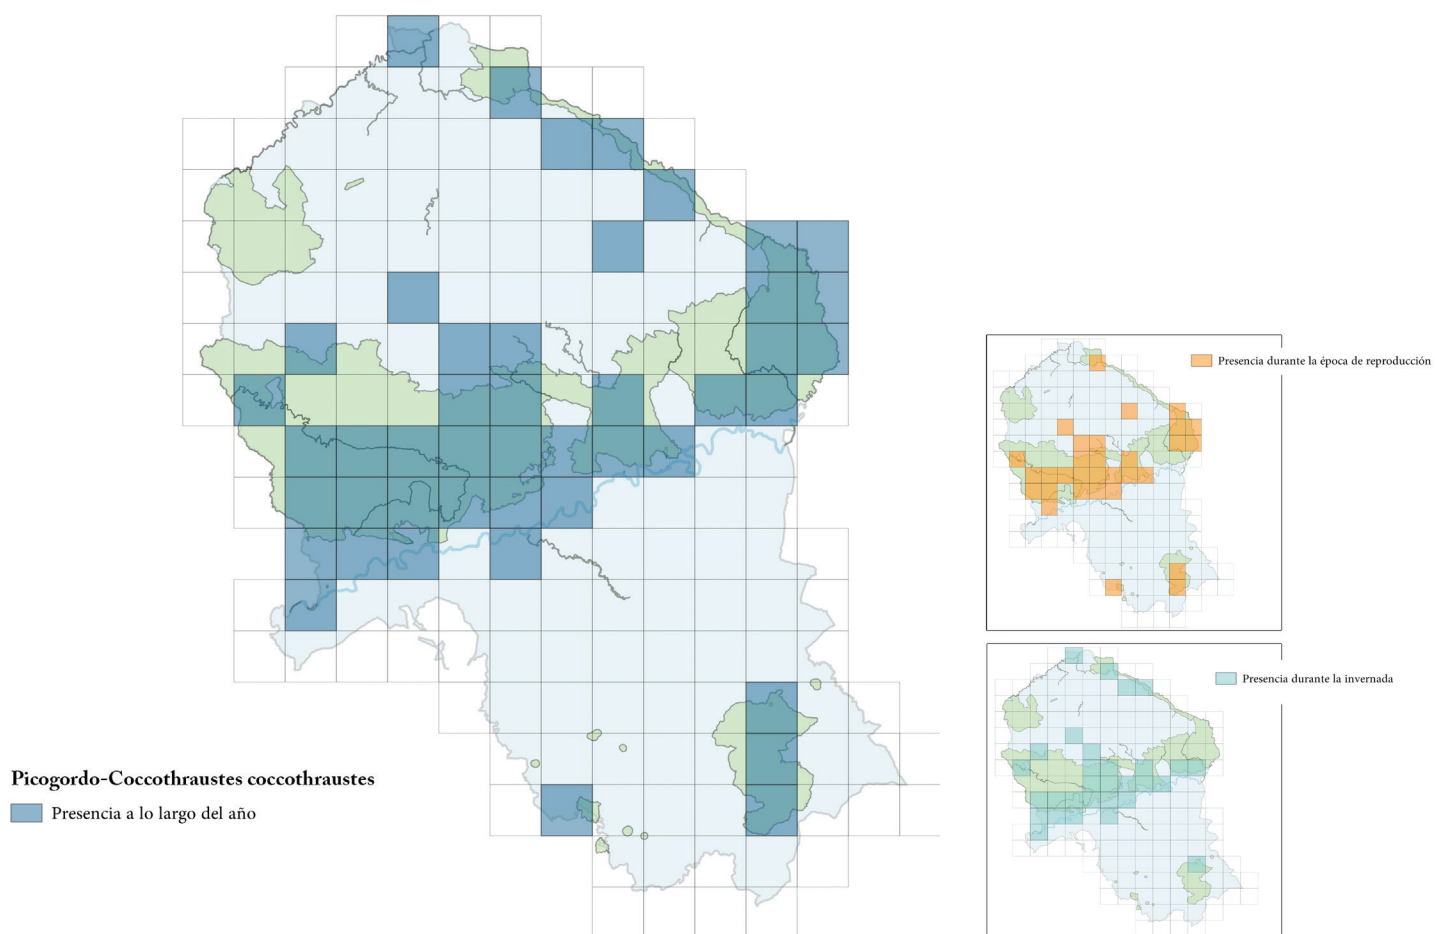 Picogordo-Coccothraustes coccothraustes
Presencia a lo largo del año
Presencia durante la época de reproducción
Presencia durante la invernada